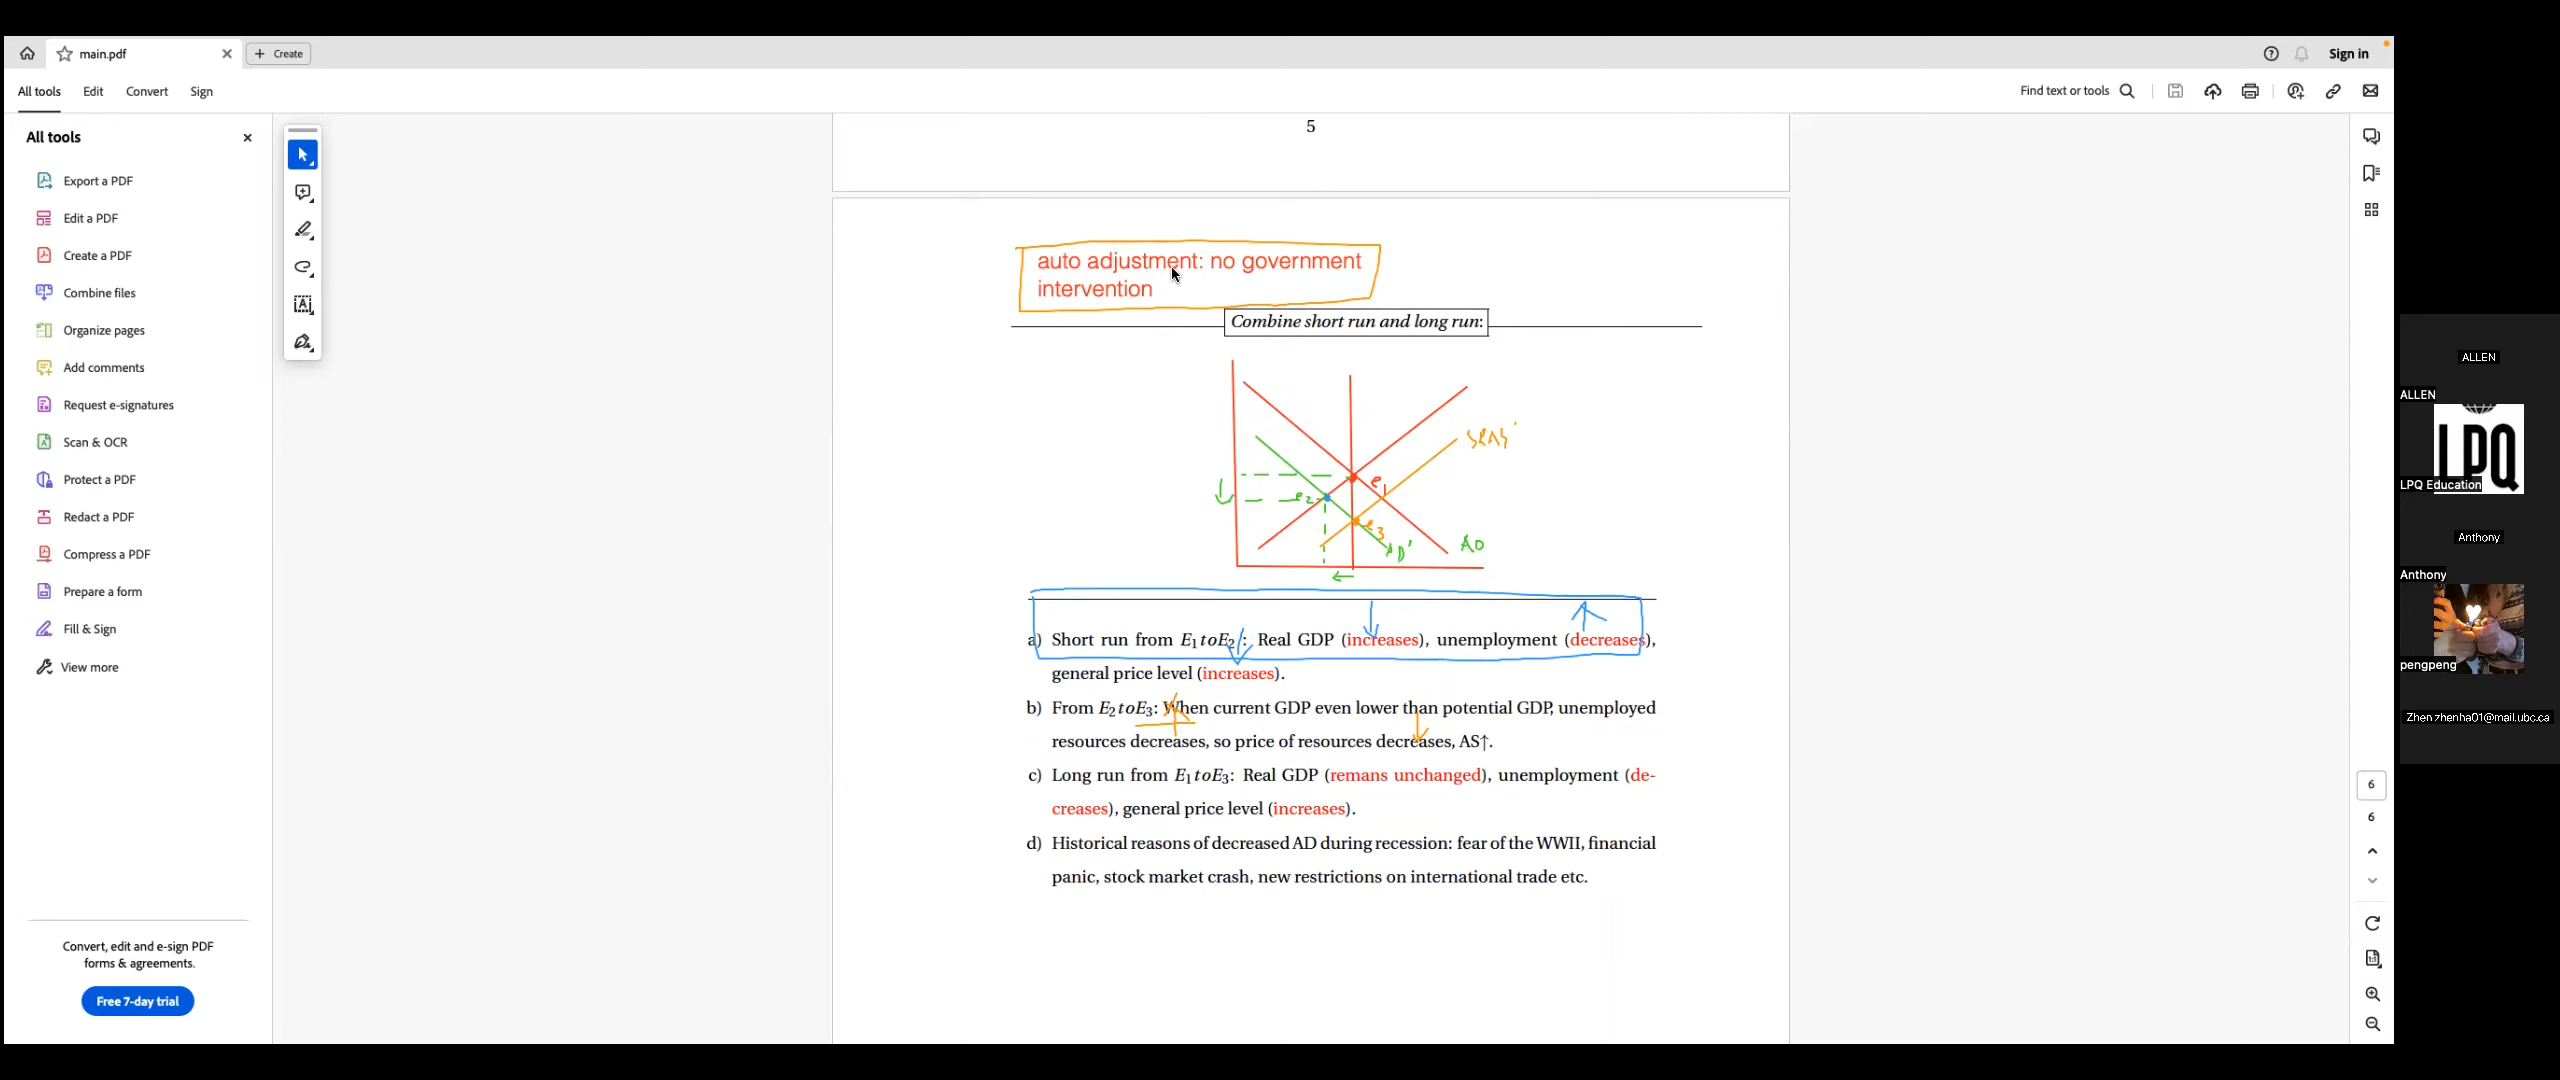 main.pdf
Create
Sign in
All tools
Edit
Convert
Sign
Find text or tools
All tools
Export a PDF
Edit a PDF
Create a PDF
Combine files
Organize pages
Add comments
Request e-signatures
Scan & OCR
Protect a PDF
Redact a PDF
Compress a PDF
Prepare a form
Fill & Sign
View more
Convert, edit and e-sign PDF
forms & agreements.
Free 7-day trial
5
auto adjustment: no government
intervention
Combine short run and long run:
SRAS'
e1
e2
e3
AD'
AD
a) Short run from E1 to E2: Real GDP (increases), unemployment (decreases),
general price level (increases).
b) From E2 to E3: When current GDP even lower than potential GDP, unemployed
resources decreases, so price of resources decreases, AS↑.
c) Long run from E1 to E3: Real GDP (remans unchanged), unemployment (de-
creases), general price level (increases).
d) Historical reasons of decreased AD during recession: fear of the WWII, financial
panic, stock market crash, new restrictions on international trade etc.
6
6
ALLEN
ALLEN
LPQ
LPQ Education
Anthony
Anthony
pengpeng
Zhen zhenha01@mail.ubc.ca